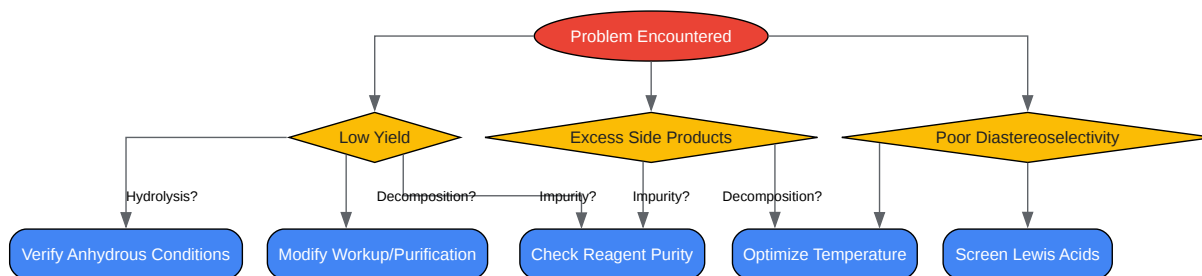 Problem Encountered
Low Yield
Excess Side Products
Poor Diastereoselectivity
Hydrolysis?
Decomposition?
Impurity?
Impurity?
Decomposition?
Verify Anhydrous Conditions
Modify Workup/Purification
Check Reagent Purity
Optimize Temperature
Screen Lewis Acids